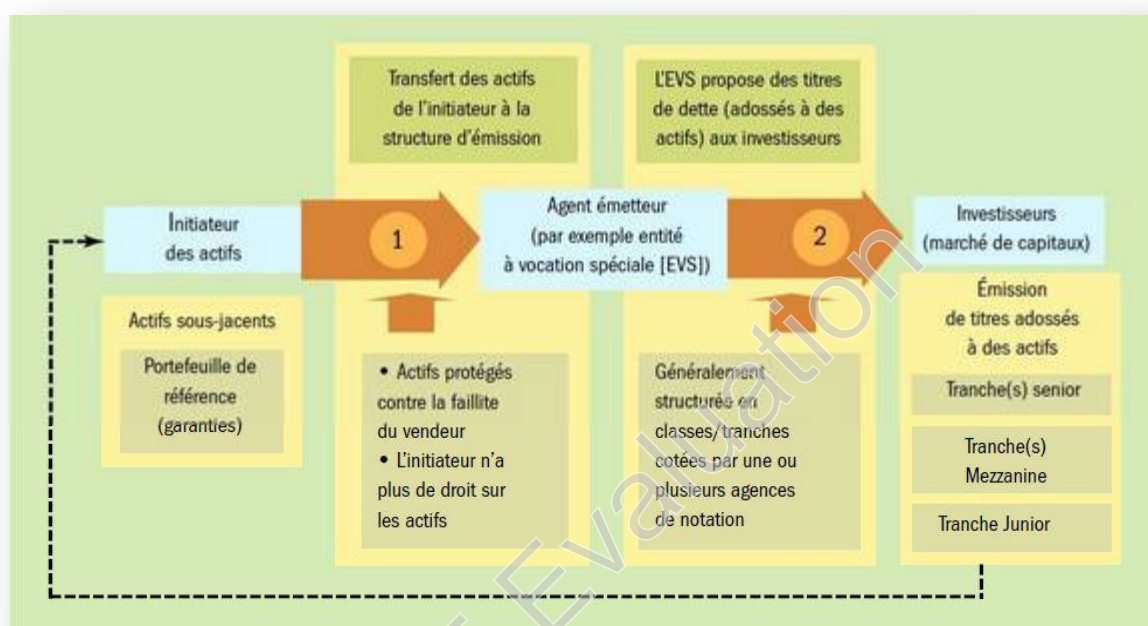 Transfert des actifs
de l'initiateur à la
structure d'émission
L'EVS propose des titres
de dette (adossés à des
actifs) aux investisseurs
Initiateur
des actifs
1
Agent émetteur
(par exemple entité
à vocation spéciale [EVS])
2
Investisseurs
(marché de capitaux)
Actifs sous-jacents
Portefeuille de
référence
(garanties)
• Actifs protégés
contre la faillite
du vendeur
• L'initiateur n'a
plus de droit sur
les actifs
Généralement
structurée en
classes/tranches
cotées par une ou
plusieurs agences
de notation
Émission
de titres adossés
à des actifs
Tranche(s) senior
Tranche(s)
Mezzanine
Tranche Junior
Evaluation